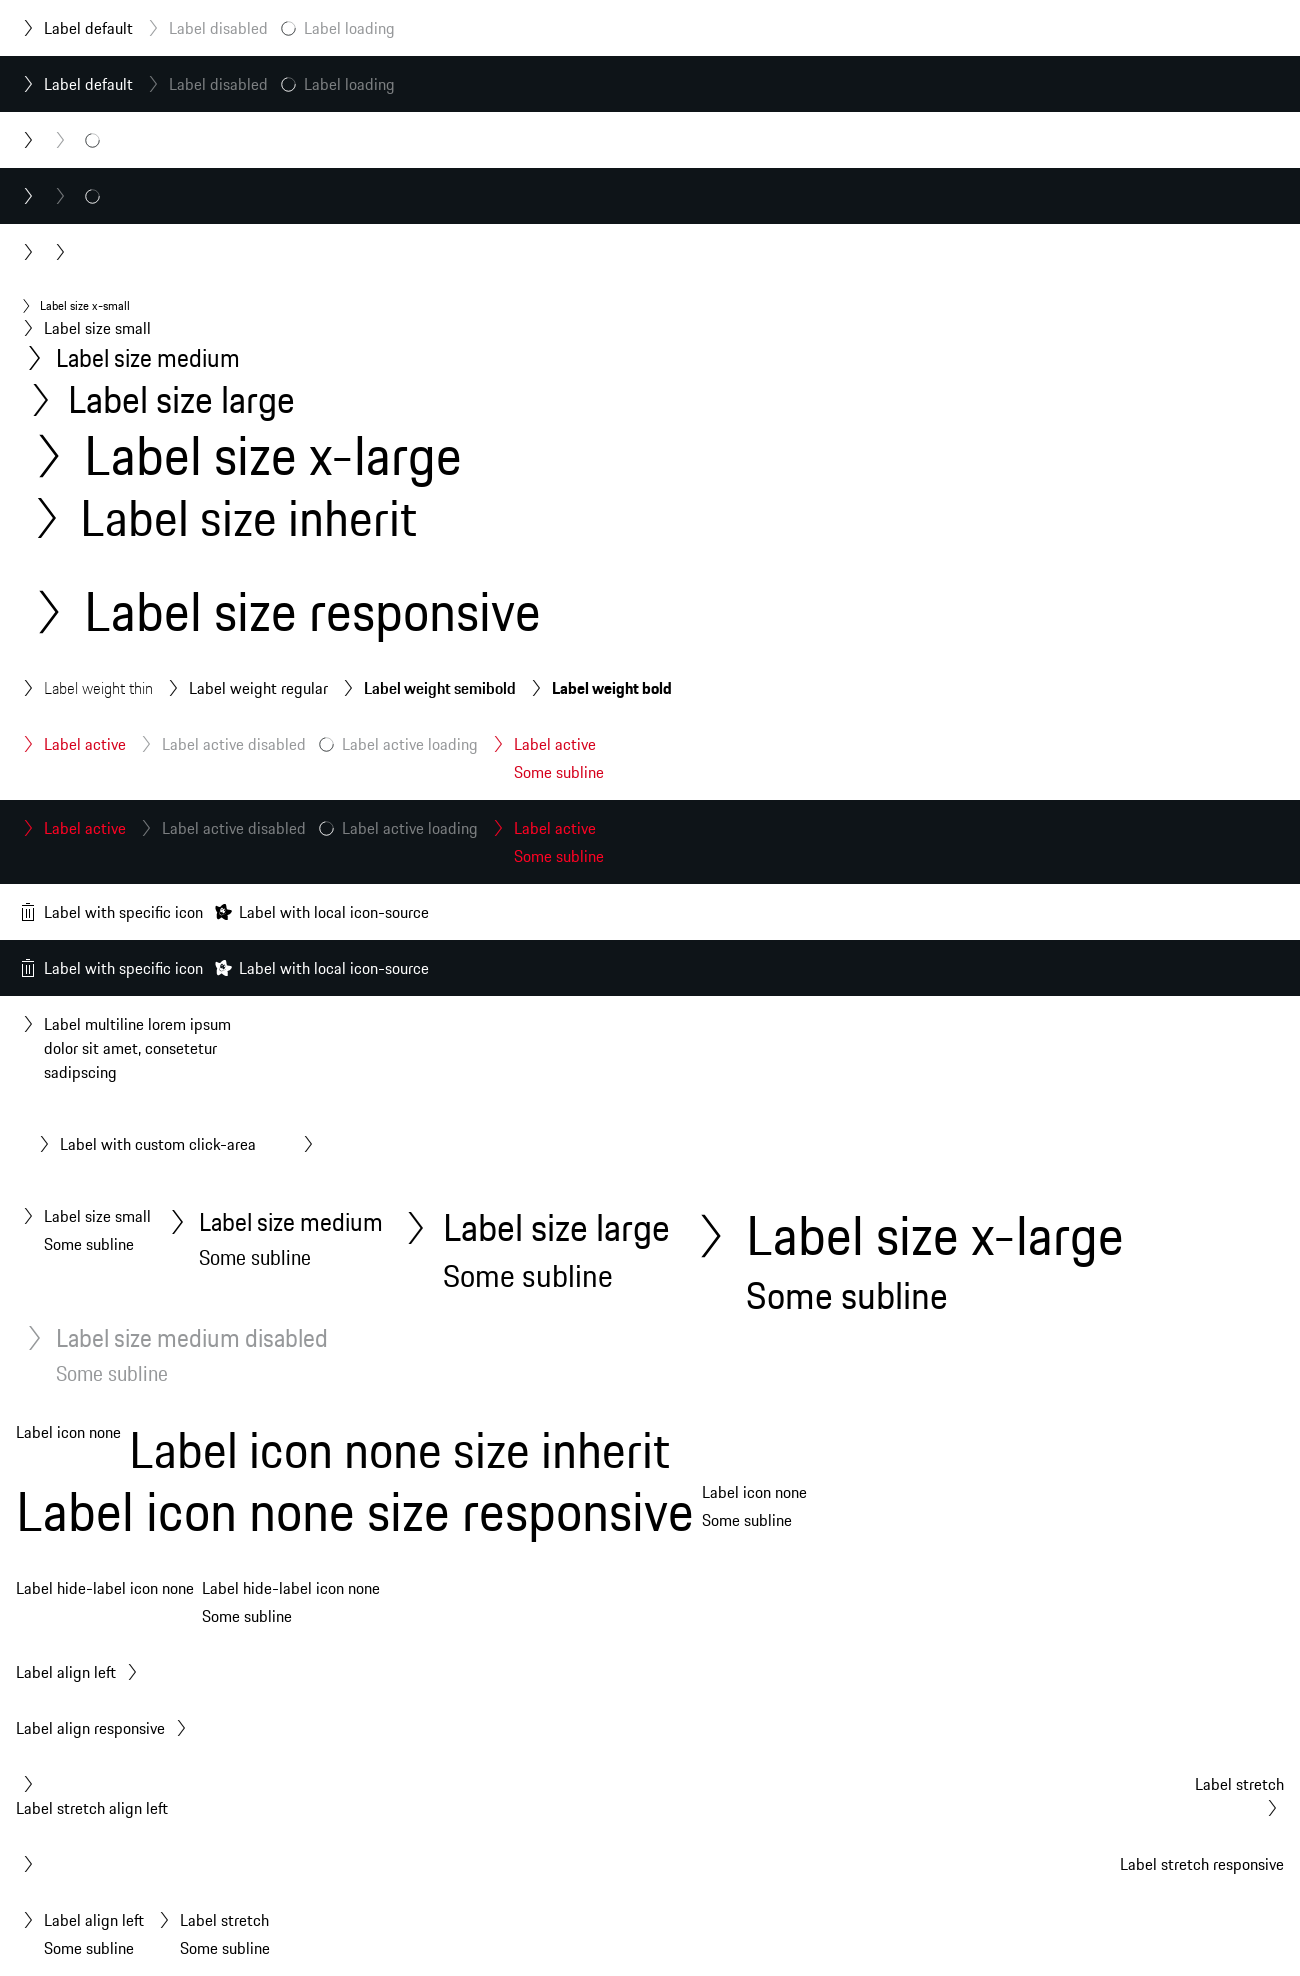 Label default Label disabled Label loading
Label default Label disabled Label loading
Label size x-small
Label size small
Label size medium
Label size large
Label size x-large
Label size inherit
Label size responsive
Label weight thin Label weight regular Label weight semibold Label weight bold
Label active Label active disabled Label active loading Label active
Some subline
Label active Label active disabled Label active loading Label active
Some subline
Label with specific icon Label with local icon-source
Label with specific icon Label with local icon-source
Label multiline lorem ipsum
dolor sit amet, consetetur
sadipscing
Label with custom click-area
Label size small Label size medium Label size large Label size x-large
Some subline Some subline Some subline Some subline
Label size medium disabled
Some subline
Label icon none Label icon none size inherit
Label icon none size responsive Label icon none
Some subline
Label hide-label icon none Label hide-label icon none
Some subline
Label align left
Label align responsive
Label stretch
Label stretch align left
Label stretch responsive
Label align left Label stretch
Some subline Some subline